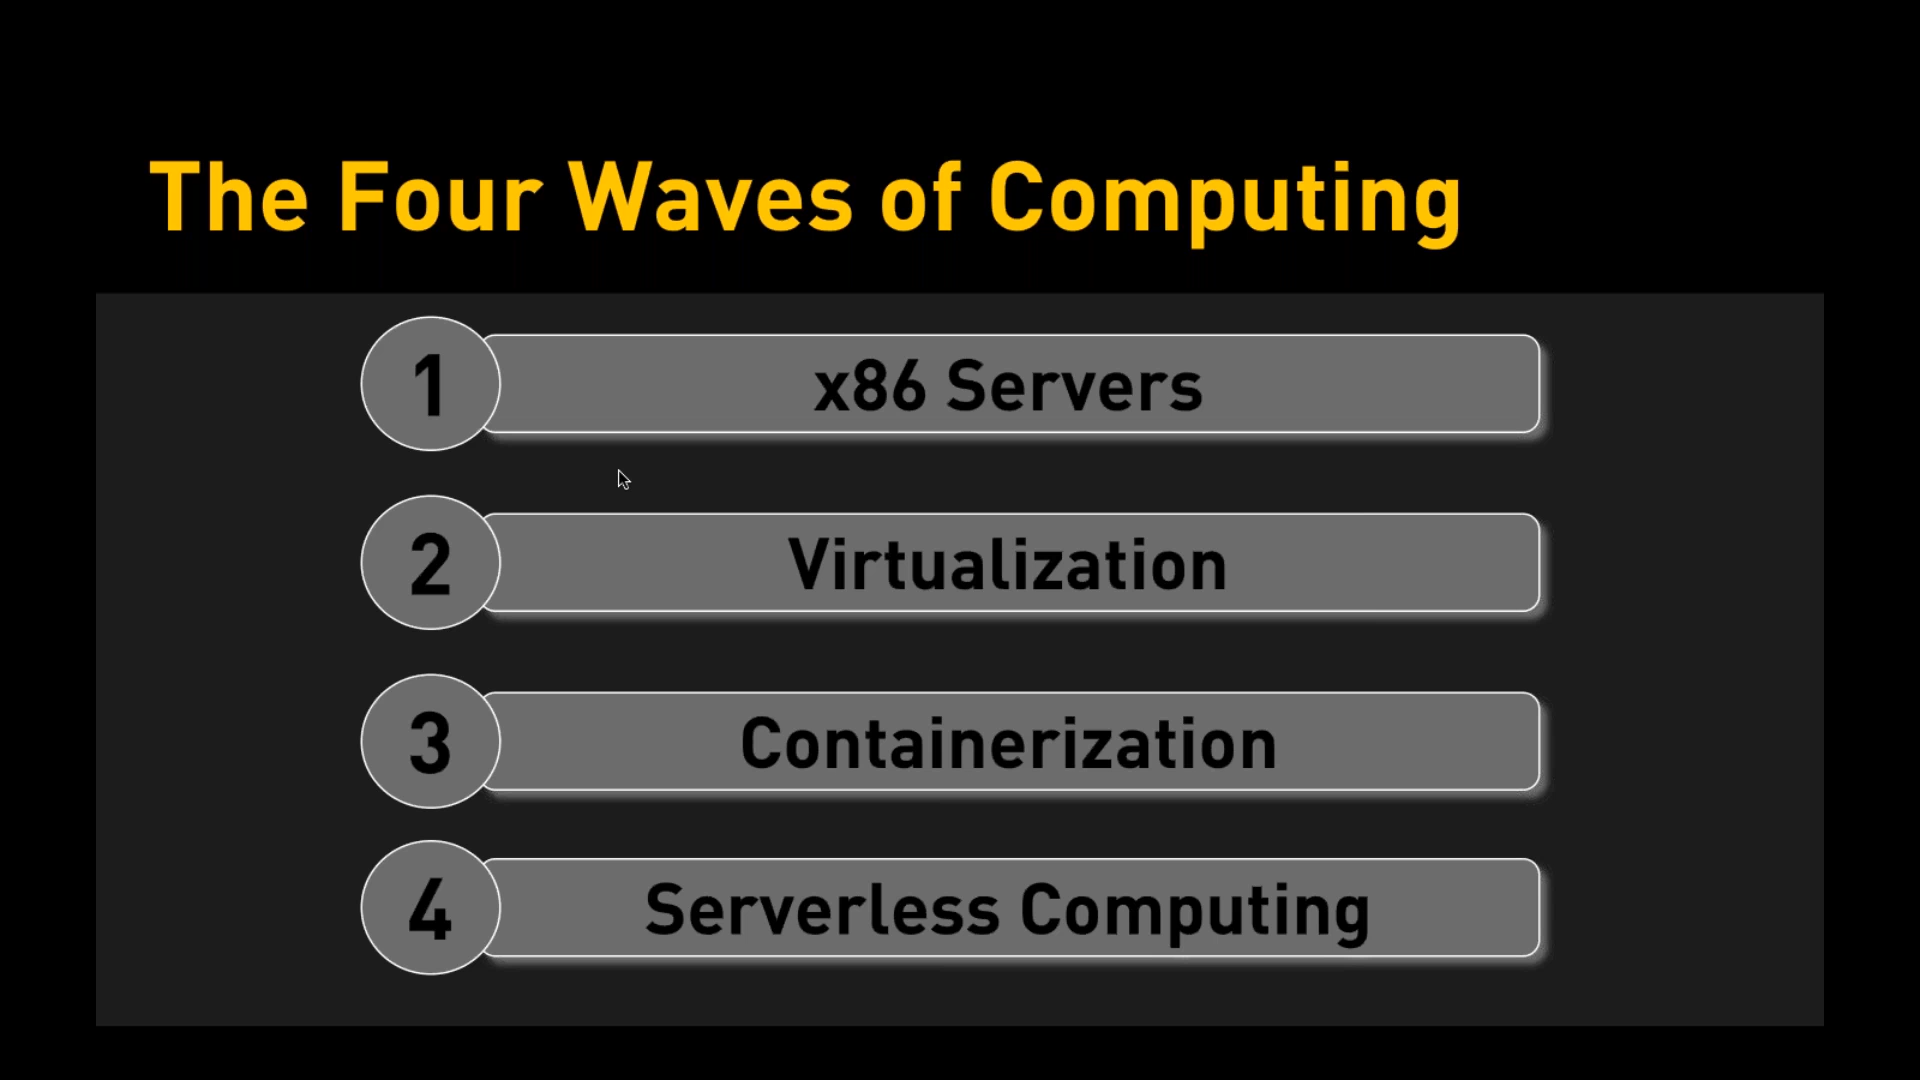 The Four Waves of Computing
1 x86 Servers
2 Virtualization
3 Containerization
4 Serverless Computing